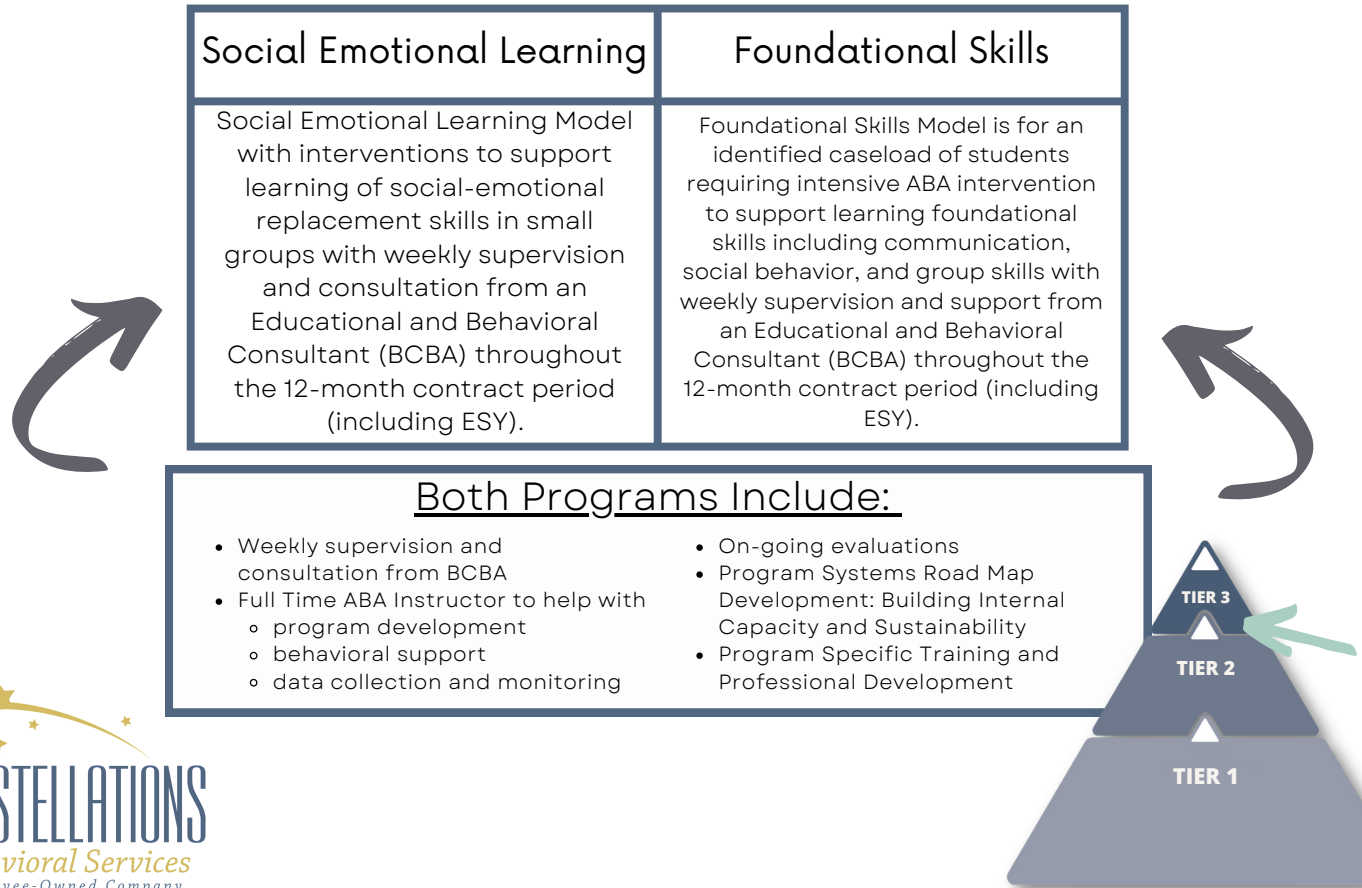 Social Emotional Learning
Foundational Skills
Social Emotional Learning Model
with interventions to support
learning of social-emotional
replacement skills in small
groups with weekly supervision
and consultation from an
Educational and Behavioral
Consultant (BCBA) throughout
the 12-month contract period
(including ESY).
Foundational Skills Model is for an
identified caseload of students
requiring intensive ABA intervention
to support learning foundational
skills including communication,
social behavior, and group skills with
weekly supervision and support from
an Educational and Behavioral
Consultant (BCBA) throughout the
12-month contract period (including
ESY).
Both Programs Include:
• Weekly supervision and
consultation from BCBA
• Full Time ABA Instructor to help with
◦ program development
◦ behavioral support
◦ data collection and monitoring
• On-going evaluations
• Program Systems Road Map
Development: Building Internal
Capacity and Sustainability
• Program Specific Training and
Professional Development
TIER 3
TIER 2
TIER 1
STELLATIONS
vioral Services
yee-Owned Company